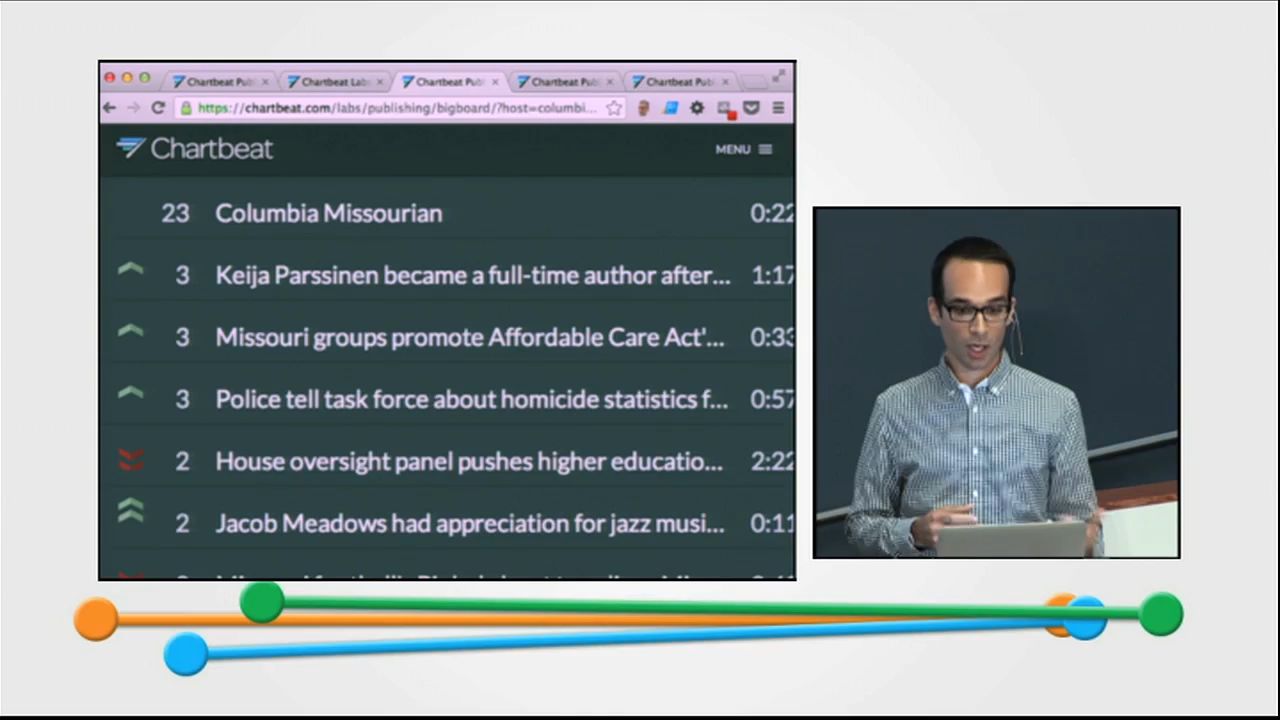 Chartbeat Pub
Chartbeat Lab
Chartbeat Pub
Chartbeat Pub
Chartbeat Pub
https://chartbeat.com/labs/publishing/bigboard/?host=columbi...
Chartbeat
MENU
23 Columbia Missourian 0:22
3 Keija Parssinen became a full-time author after... 1:17
3 Missouri groups promote Affordable Care Act'... 0:33
3 Police tell task force about homicide statistics f... 0:57
2 House oversight panel pushes higher educatio... 2:22
2 Jacob Meadows had appreciation for jazz musi... 0:11